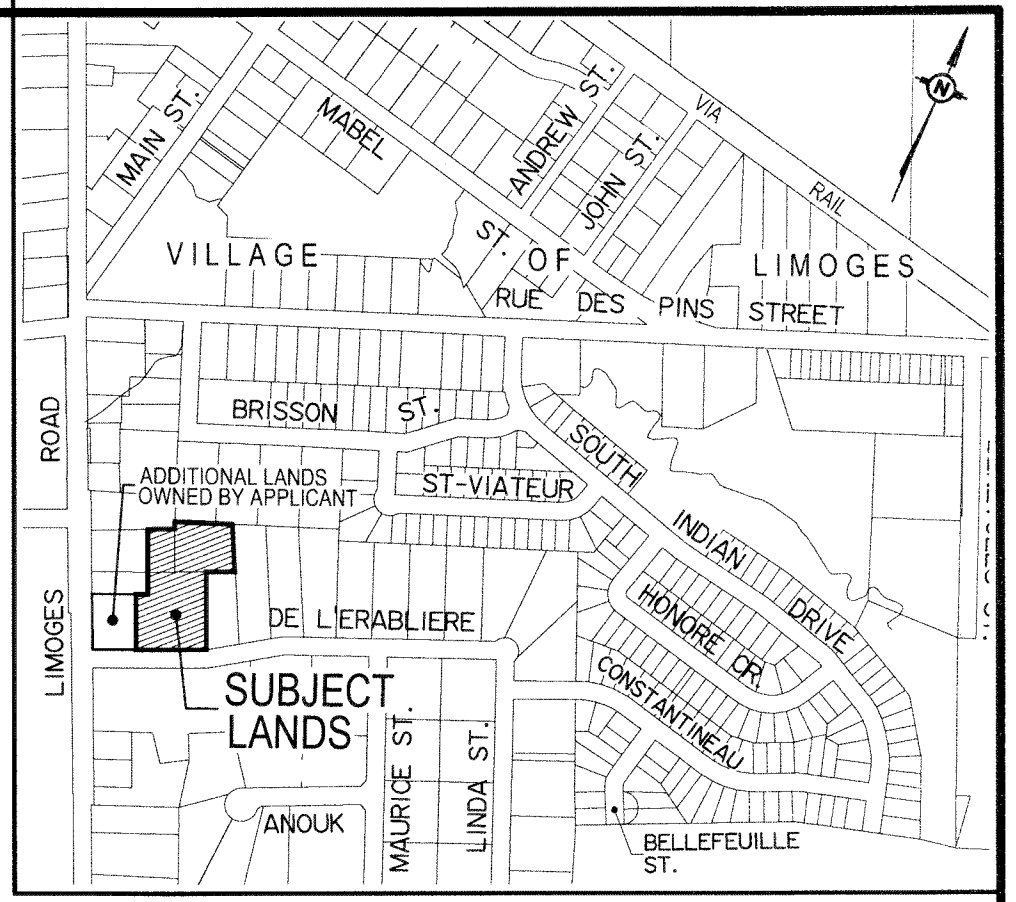 MAIN ST.
MABEL
ST.
ANDREW ST.
JOHN ST.
VIA
RAIL
N
VILLAGE OF LIMOGES
RUE DES PINS STREET
BRISSON ST.
ROAD
SOUTH
INDIAN
DRIVE
ADDITIONAL LANDS
OWNED BY APPLICANT
ST-VIATEUR
HONORE CR.
LIMOGES
DE L'ERABLIERE
SUBJECT
LANDS
CONSTANTINEAU
MAURICE ST.
LINDA ST.
ANOUK
BELLEFEUILLE
ST.